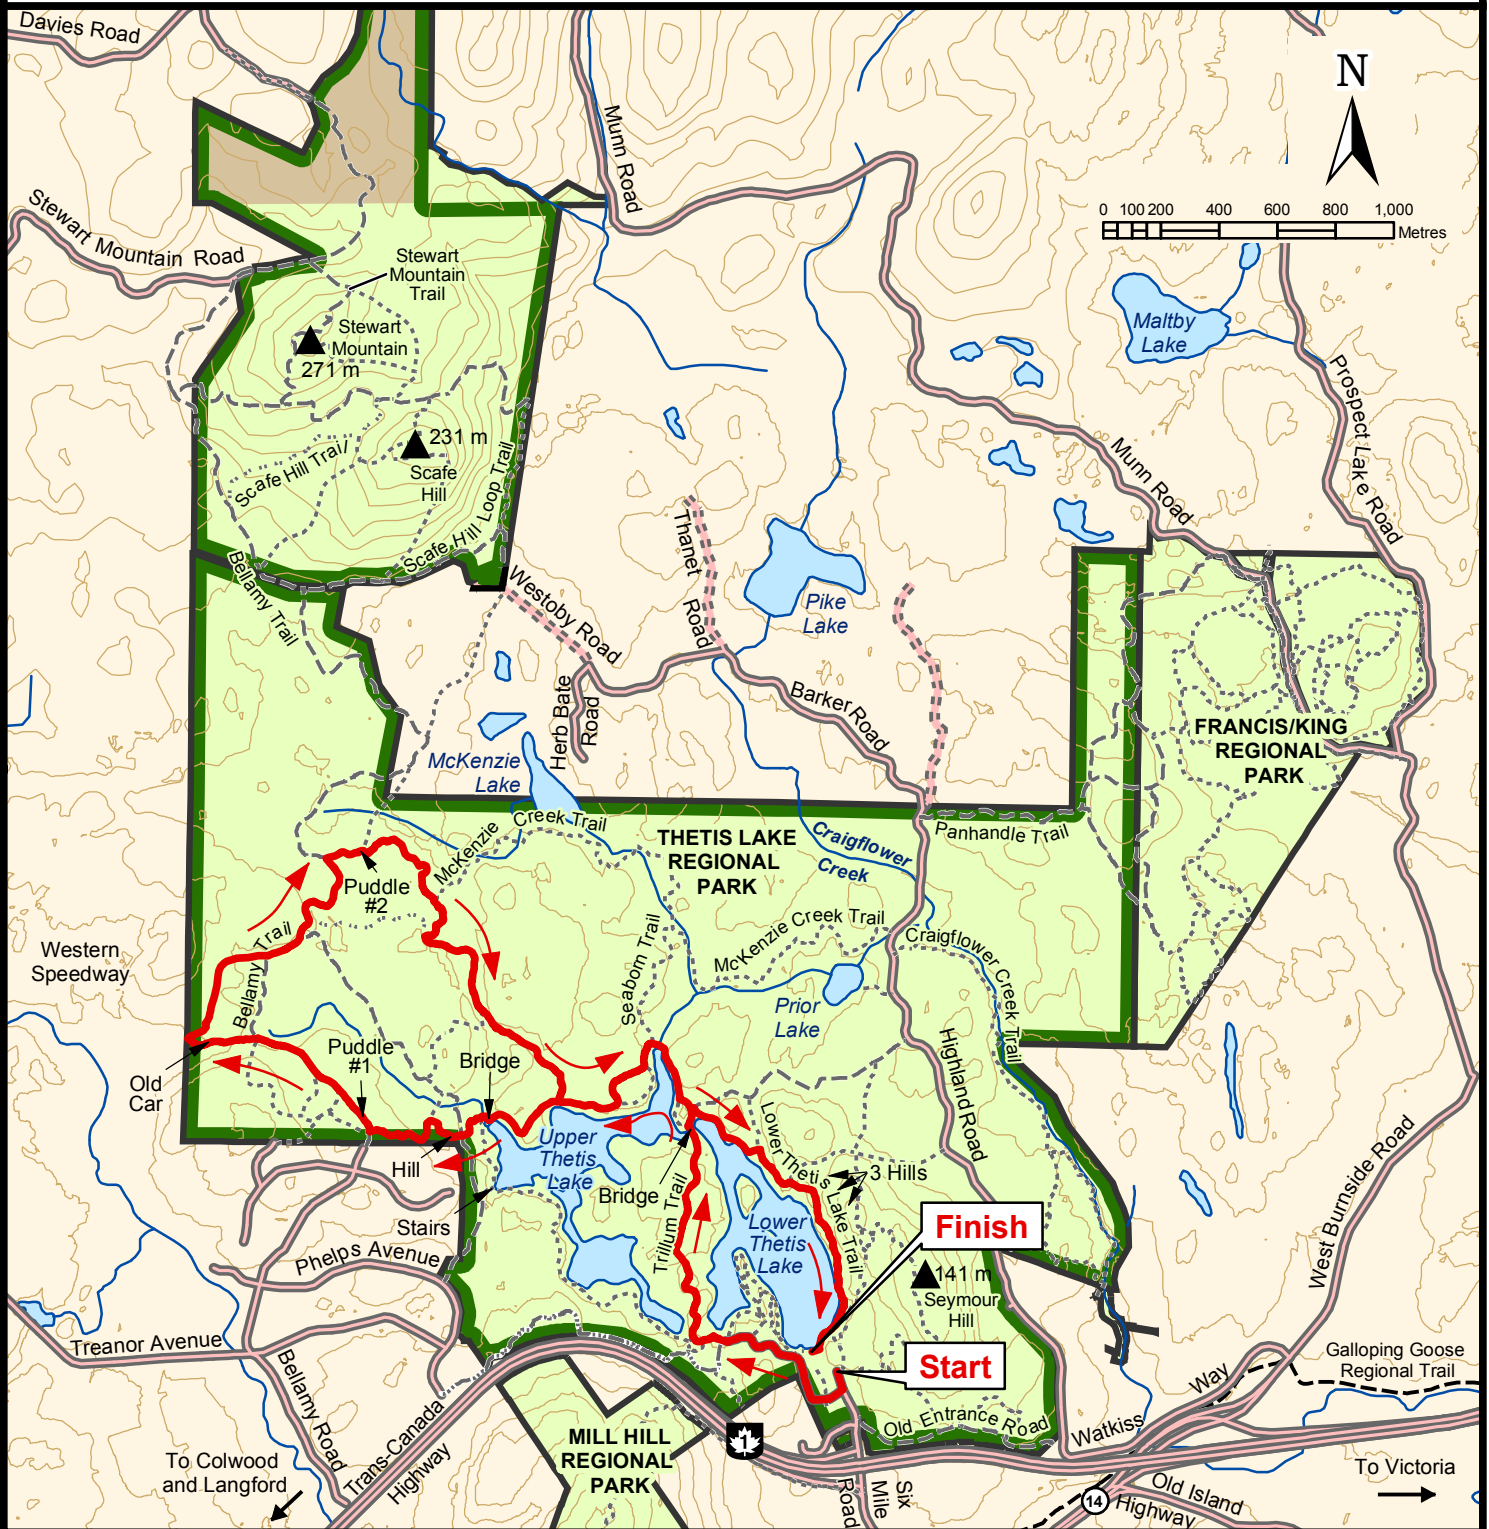 Davies Road
N
Munn Road
0 100 200 400 600 800 1,000
Metres
Stewart Mountain Road
Stewart
Mountain
Trail
Stewart
Mountain
271 m
Maltby
Lake
Prospect Lake Road
231 m
Scafe
Hill
Scafe Hill Trail
Scafe Hill Loop Trail
Munn Road
Thanet
Road
Bellamy Trail
Westoby Road
Pike
Lake
Herb Bate
Road
Barker Road
FRANCIS/KING
REGIONAL
PARK
McKenzie
Lake
McKenzie
Creek Trail
THETIS LAKE
REGIONAL
PARK
Craigflower
Creek
Panhandle Trail
Puddle
#2
Western
Speedway
Bellamy Trail
Seaborn Trail
McKenzie Creek Trail
Craigflower Creek Trail
Prior
Lake
Puddle
#1
Bridge
Old
Car
Highland Road
Upper
Thetis
Lake
Lower Thetis Lake Trail
3 Hills
Hill
Bridge
Stairs
Trillum Trail
Lower
Thetis
Lake
Finish
West Burnside Road
Phelps Avenue
141 m
Seymour
Hill
Treanor Avenue
Bellamy Road
Start
Galloping Goose
Regional Trail
Old Entrance Road
Watkiss
Way
Trans-Canada
Highway
MILL HILL
REGIONAL
PARK
1
To Colwood
and Langford
Six
Mile
Road
14
Old Island
Highway
To Victoria